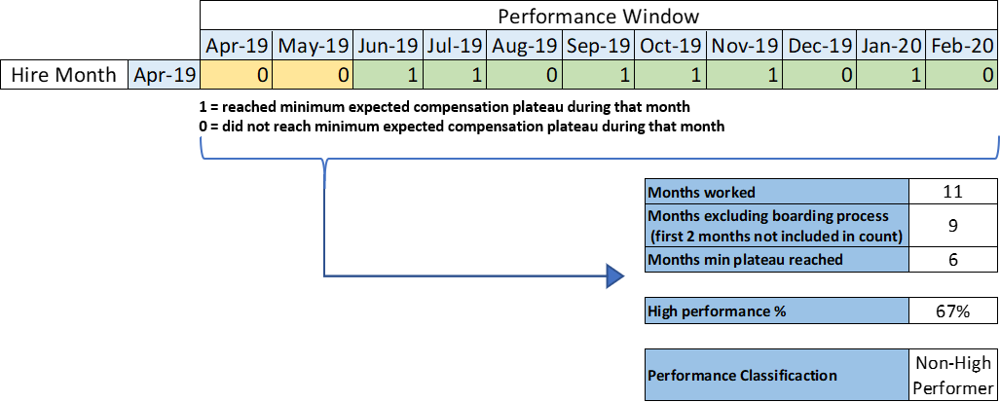 Performance Window
Apr-19 May-19 Jun-19 Jul-19 Aug-19 Sep-19 Oct-19 Nov-19 Dec-19 Jan-20 Feb-20
Hire Month Apr-19 0 0 1 1 0 1 1 1 0 1 0
1 = reached minimum expected compensation plateau during that month
0 = did not reach minimum expected compensation plateau during that month
Months worked 11
Months excluding boarding process
(first 2 months not included in count) 9
Months min plateau reached 6
High performance % 67%
Performance Classificaction Non-High
Performer